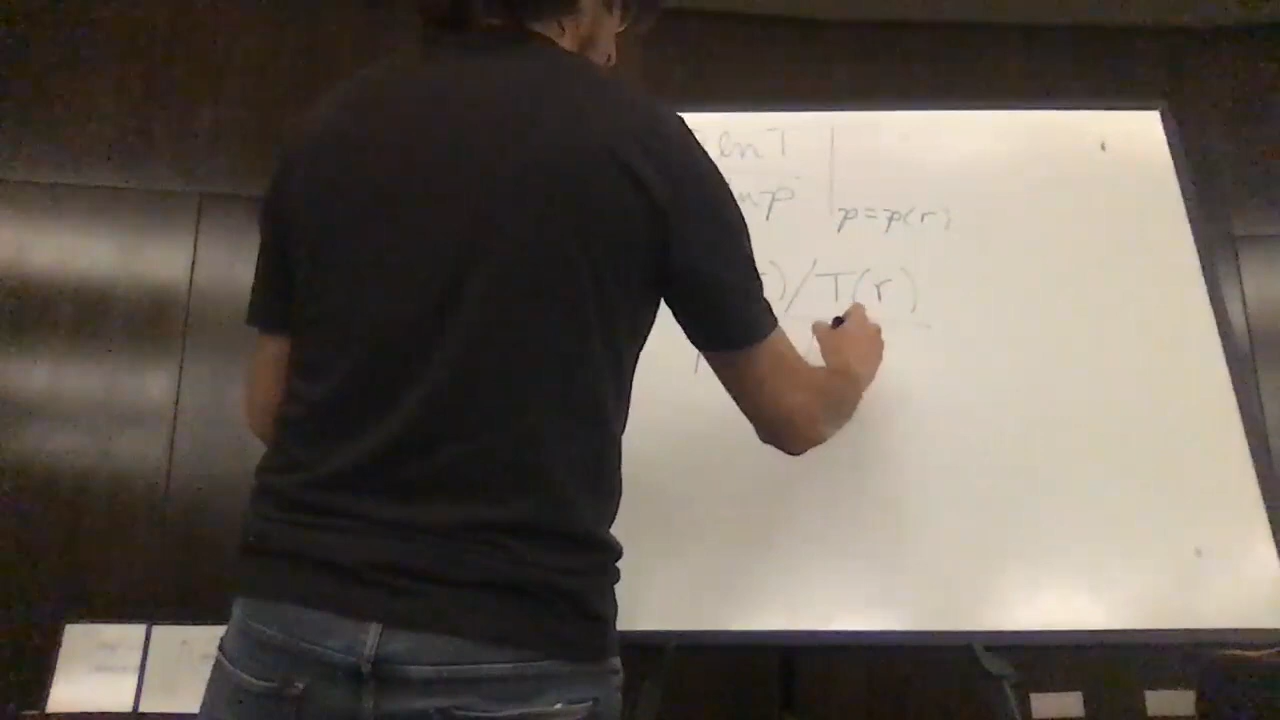 ln T
ln p | p=p(r)
)/T(r)